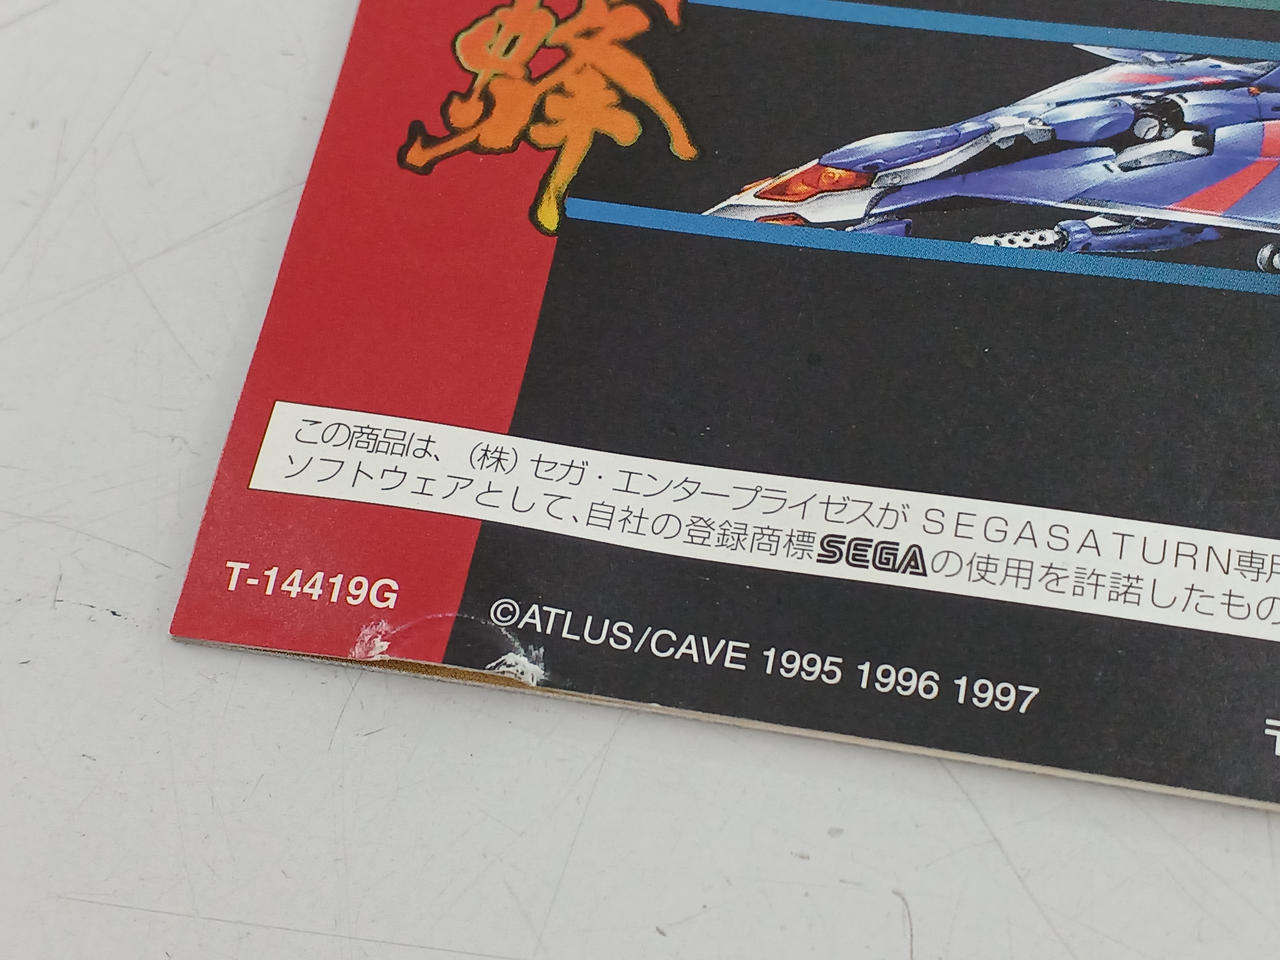 蜂
この商品は、(株)セガ・エンタープライゼスが SEGASATURN専用
ソフトウェアとして、自社の登録商標SEGAの使用を許諾したもの
T-14419G
©ATLUS/CAVE 1995 1996 1997